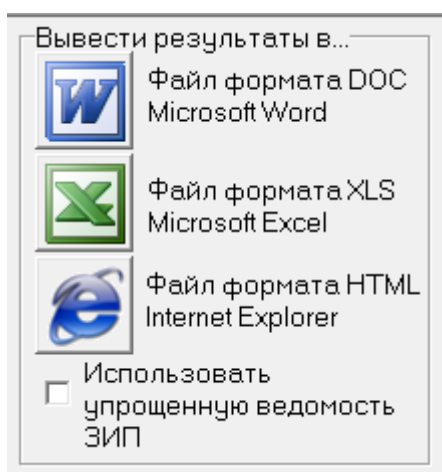 Вывести результаты в...
Файл формата DOC
Microsoft Word
Файл формата XLS
Microsoft Excel
Файл формата HTML
Internet Explorer
Использовать
упрощенную ведомость
ЗИП